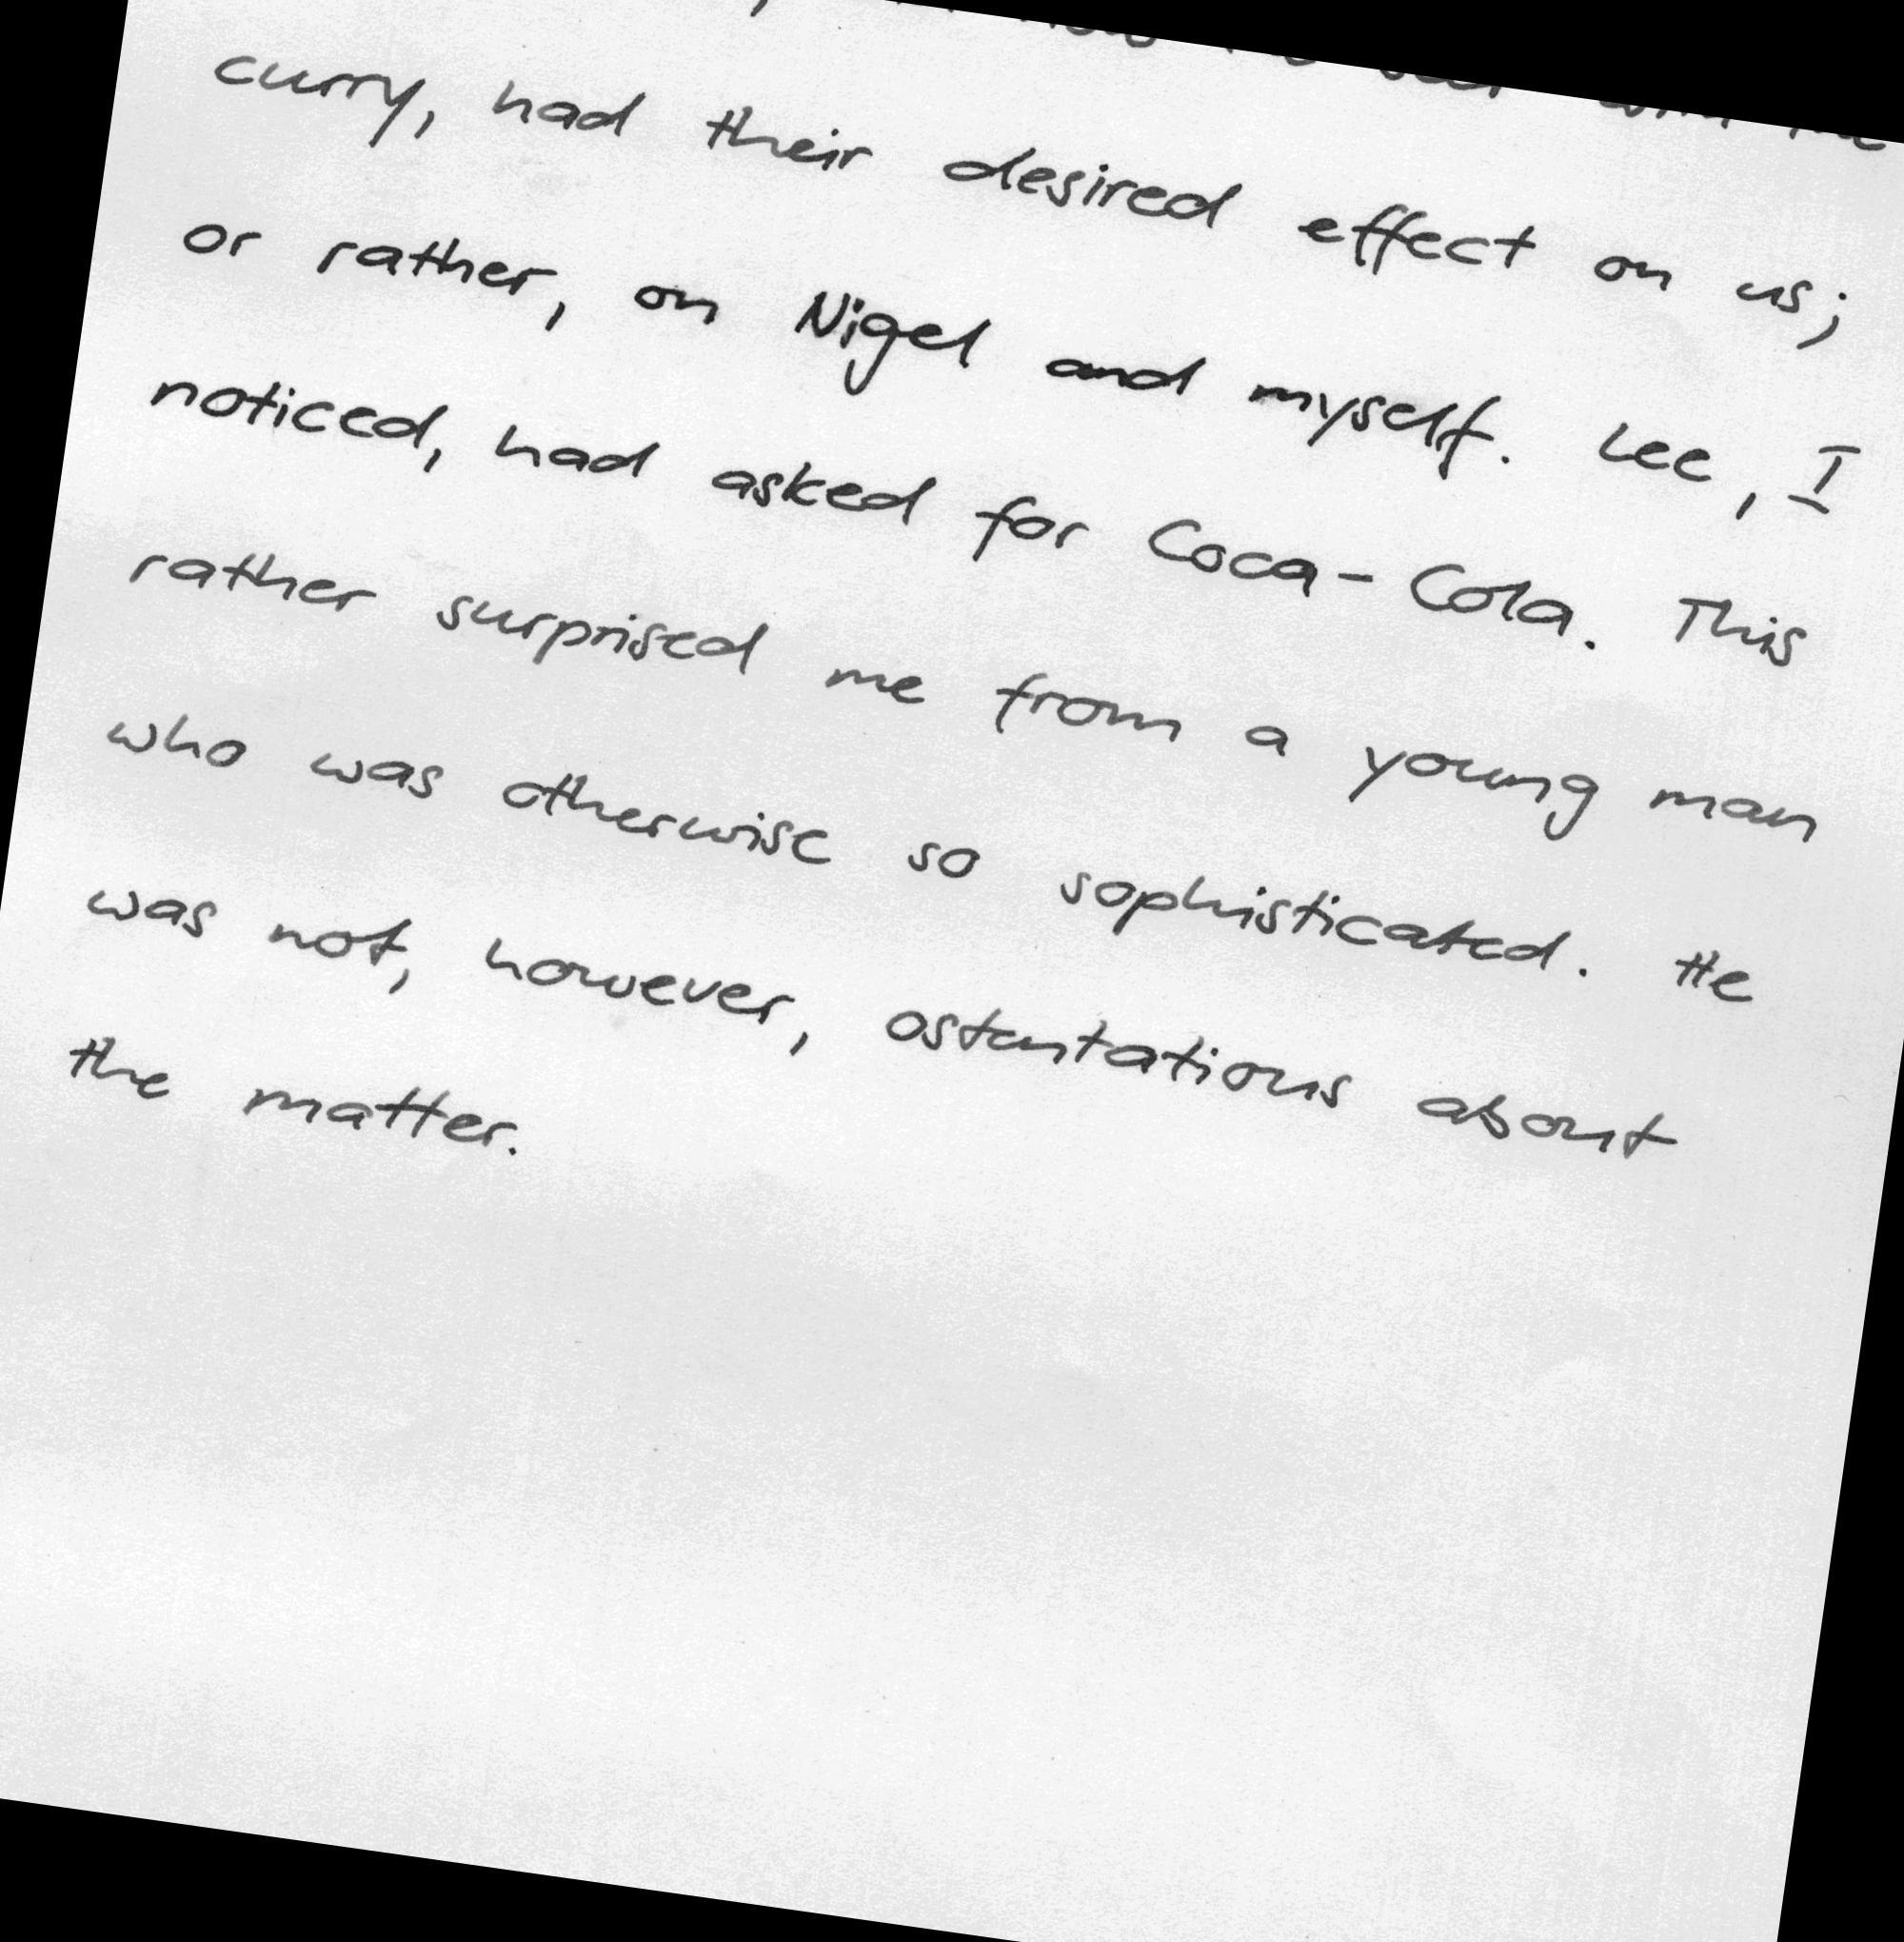 curry, had their desired effect on us;
or rather, on Nigel and myself. Lee, I
noticed, had asked for Coca-Cola. This
rather surprised me from a young man
who was otherwise so sophisticated. He
was not, however, ostentatious about
the matter.